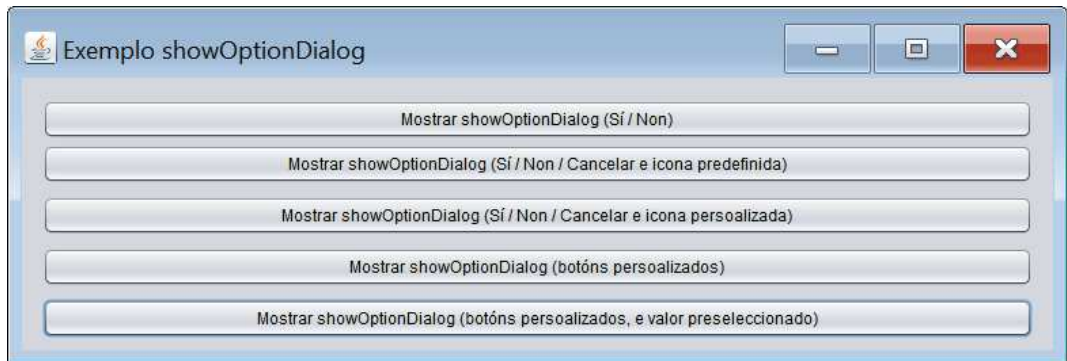 Exemplo showOptionDialog
Mostrar showOptionDialog (Sí / Non)
Mostrar showOptionDialog (Sí / Non / Cancelar e icona predefinida)
Mostrar showOptionDialog (Sí / Non / Cancelar e icona persoalizada)
Mostrar showOptionDialog (botóns persoalizados)
Mostrar showOptionDialog (botóns persoalizados, e valor preseleccionado)